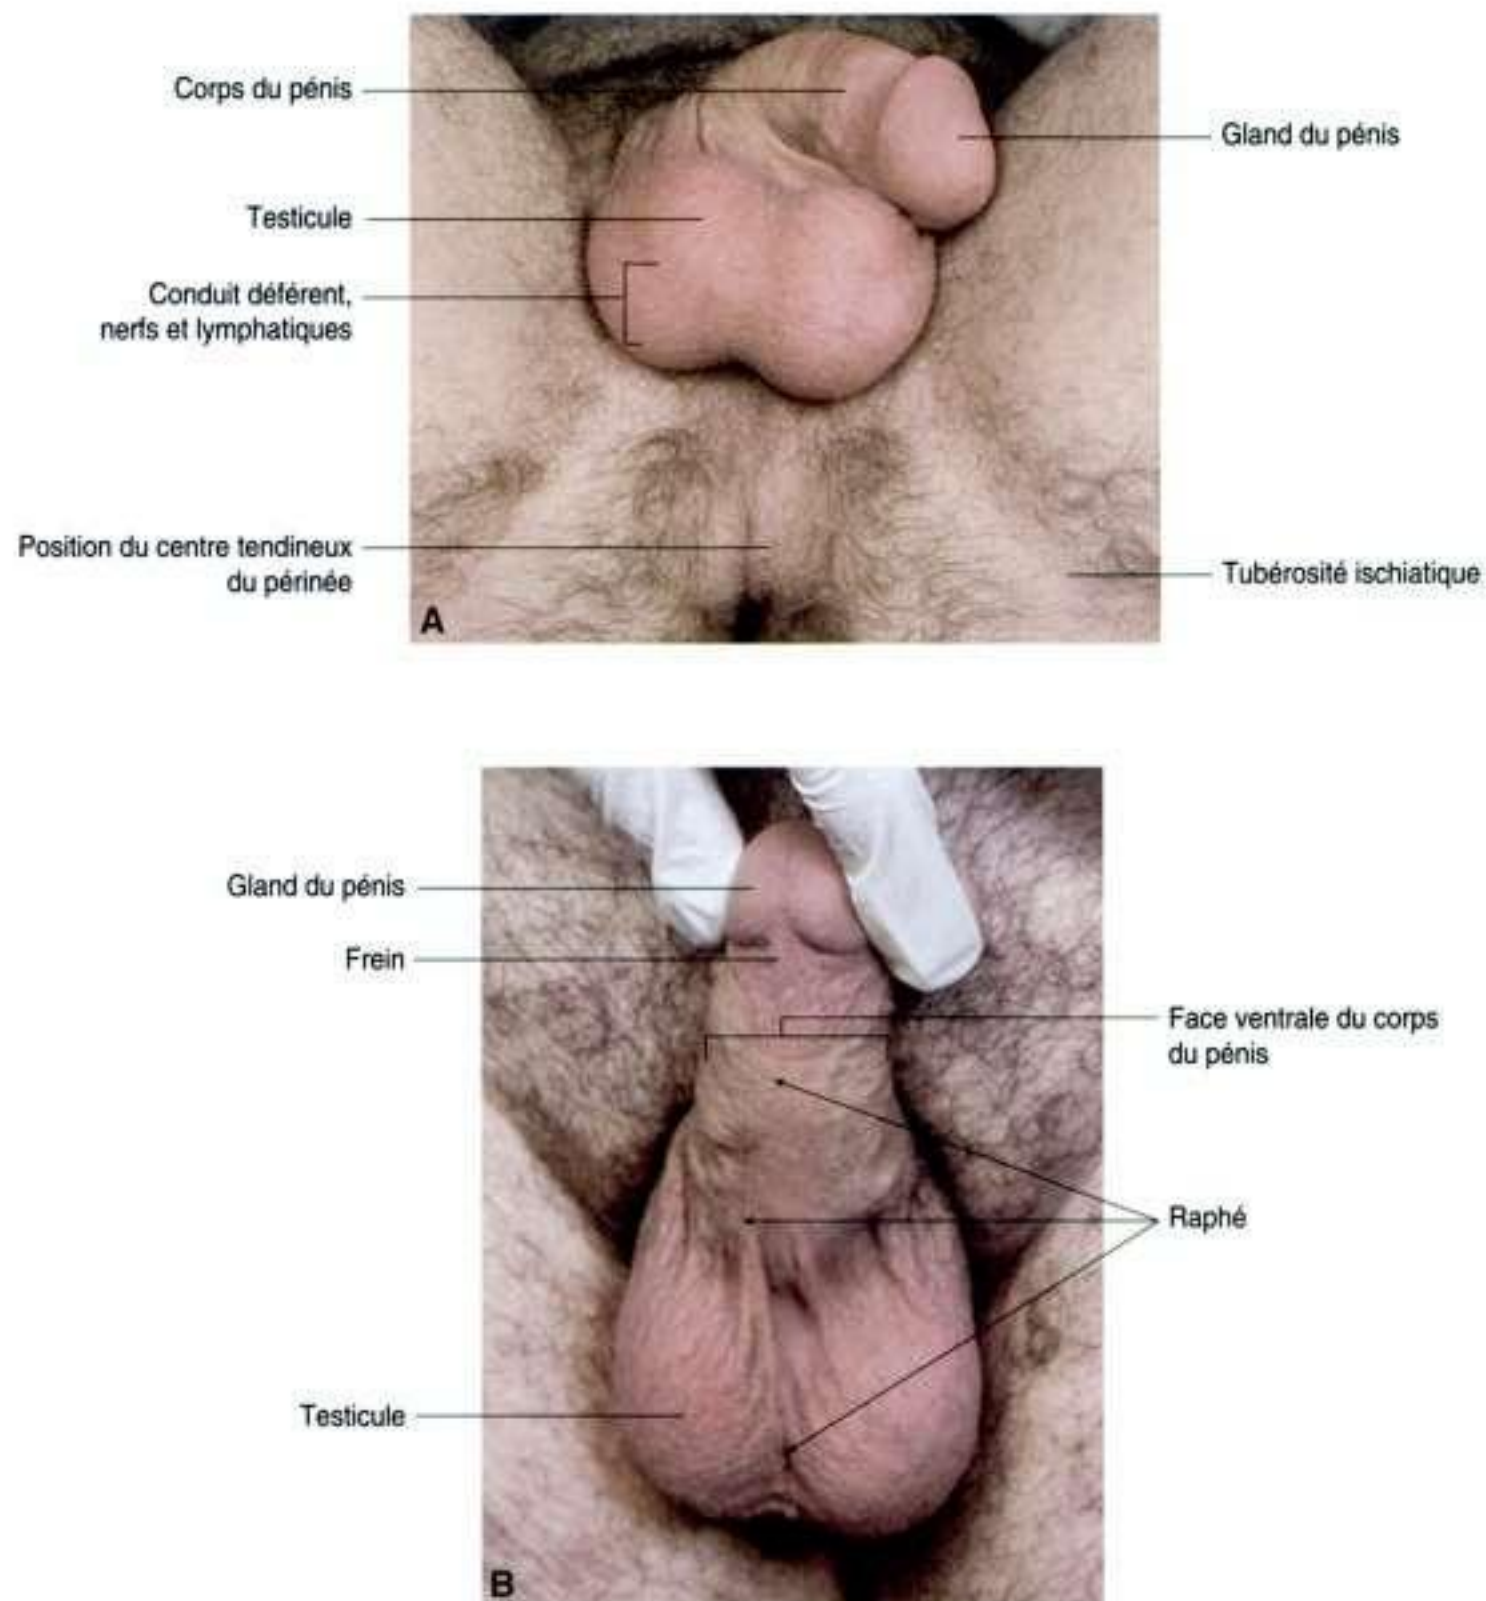 Corps du pénis
Gland du pénis
Testicule
Conduit déférent,
nerfs et lymphatiques
Position du centre tendineux
du périnée
Tubérosité ischiatique
A
Gland du pénis
Frein
Face ventrale du corps
du pénis
Raphé
Testicule
B